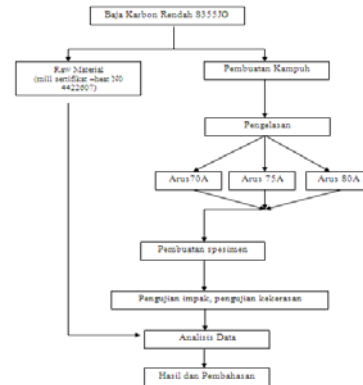 Baja Karbon Rendah S355JO
Raw Material
(mill sertifikat –heat N0
4422607)
Pembuatan Kampuh
Pengelasan
Arus70A
Arus 75A
Arus 80A
Pembuatan spesimen
Pengujian impak, pengujian kekerasan
Analisis Data
Hasil dan Pembahasan